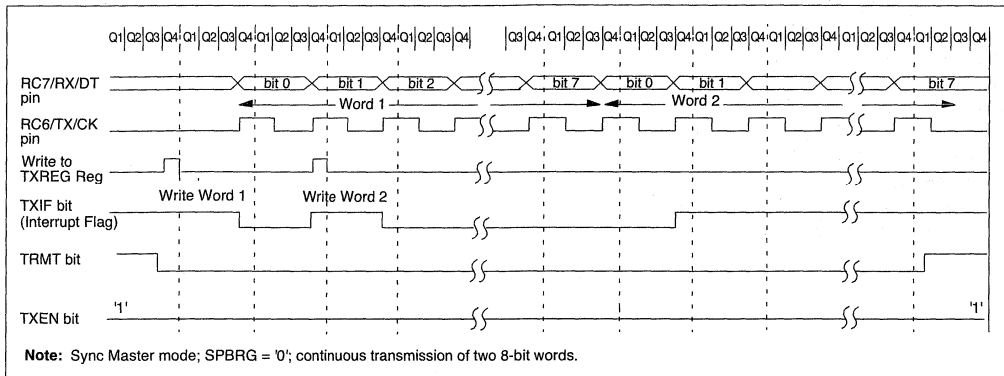 Q1|Q2|Q3|Q4|Q1|Q2|Q3|Q4|Q1|Q2|Q3|Q4|Q1|Q2|Q3|Q4|Q1|Q2|Q3|Q4| |Q3|Q4|Q1|Q2|Q3|Q4|Q1|Q2|Q3|Q4|Q1|Q2|Q3|Q4|Q1|Q2|Q3|Q4|Q1|Q2|Q3|Q4|Q1|Q2|Q3|Q4
RC7/RX/DT bit 0 bit 1 bit 2 bit 7 bit 0 bit 1 bit 7
pin Word 1 Word 2
RC6/TX/CK
pin
Write to
TXREG Reg
Write Word 1 Write Word 2
TXIF bit
(Interrupt Flag)
TRMT bit
'1' '1'
TXEN bit
Note: Sync Master mode; SPBRG = '0'; continuous transmission of two 8-bit words.